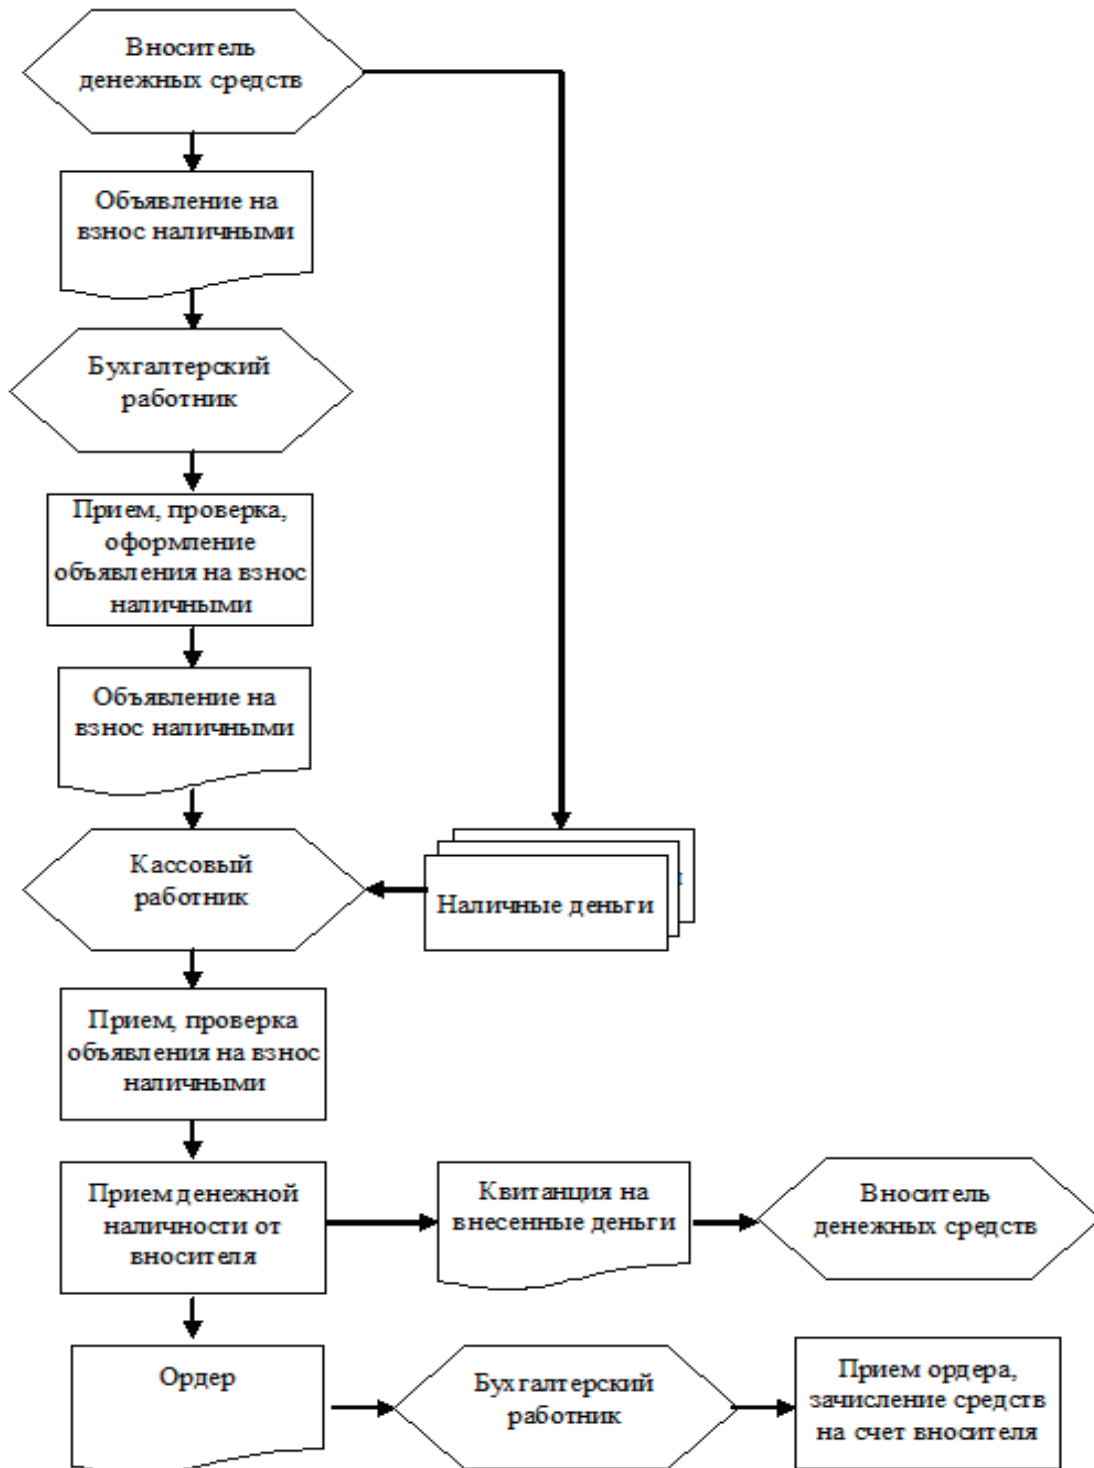 Вноситель
денежных средств
Объявление на
взнос наличными
Бухгалтерский
работник
Прием, проверка,
оформление
объявления на взнос
наличными
Объявление на
взнос наличными
Кассовый
работник
Наличные деньги
Прием, проверка
объявления на взнос
наличными
Прием денежной
наличности от
вносителя
Квитанция на
внесенные деньги
Вноситель
денежных средств
Ордер
Бухгалтерский
работник
Прием ордера,
зачисление средств
на счет вносителя